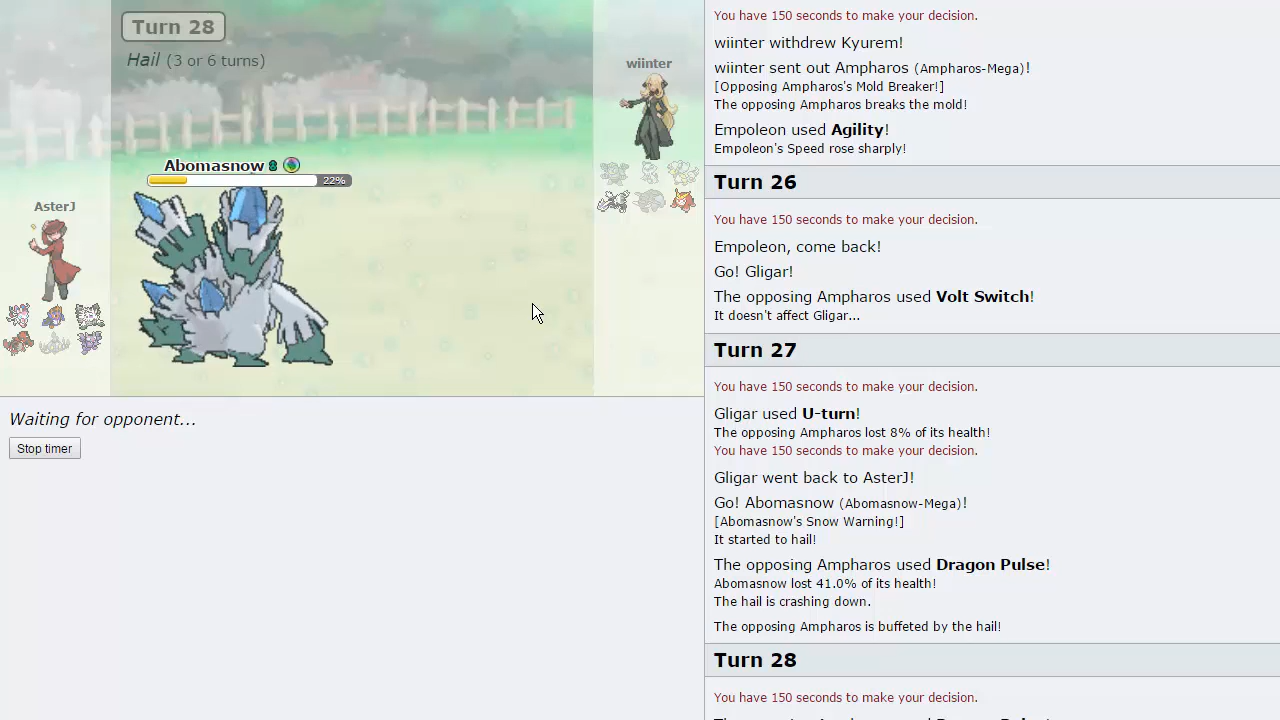 Turn 28
Hail (3 or 6 turns)
wiinter
Abomasnow
22%
AsterJ
Waiting for opponent...
Stop timer
You have 150 seconds to make your decision.
wiinter withdrew Kyurem!
wiinter sent out Ampharos (Ampharos-Mega)!
[Opposing Ampharos's Mold Breaker!]
The opposing Ampharos breaks the mold!
Empoleon used Agility!
Empoleon's Speed rose sharply!
Turn 26
You have 150 seconds to make your decision.
Empoleon, come back!
Go! Gligar!
The opposing Ampharos used Volt Switch!
It doesn't affect Gligar...
Turn 27
You have 150 seconds to make your decision.
Gligar used U-turn!
The opposing Ampharos lost 8% of its health!
You have 150 seconds to make your decision.
Gligar went back to AsterJ!
Go! Abomasnow (Abomasnow-Mega)!
[Abomasnow's Snow Warning!]
It started to hail!
The opposing Ampharos used Dragon Pulse!
Abomasnow lost 41.0% of its health!
The hail is crashing down.
The opposing Ampharos is buffeted by the hail!
Turn 28
You have 150 seconds to make your decision.